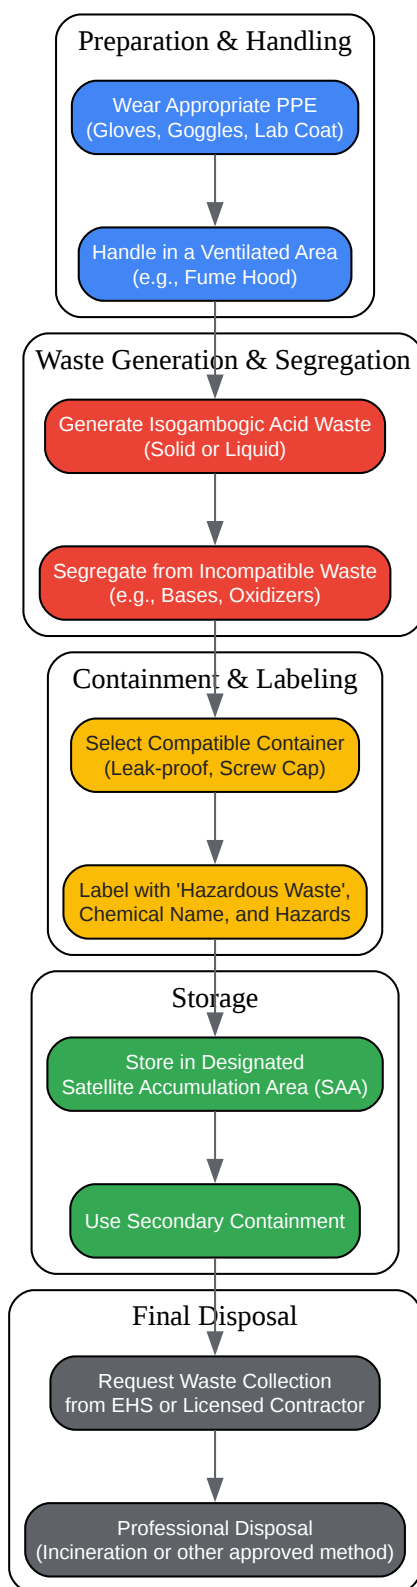 Preparation & Handling
Wear Appropriate PPE
(Gloves, Goggles, Lab Coat)
Handle in a Ventilated Area
(e.g., Fume Hood)
Waste Generation & Segregation
Generate Isogambogic Acid Waste
(Solid or Liquid)
Segregate from Incompatible Waste
(e.g., Bases, Oxidizers)
Containment & Labeling
Select Compatible Container
(Leak-proof, Screw Cap)
Label with 'Hazardous Waste',
Chemical Name, and Hazards
Storage
Store in Designated
Satellite Accumulation Area (SAA)
Use Secondary Containment
Final Disposal
Request Waste Collection
from EHS or Licensed Contractor
Professional Disposal
(Incineration or other approved method)